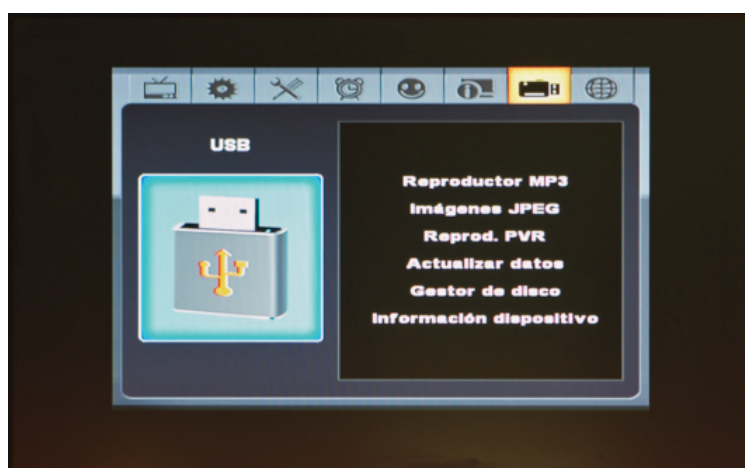 USB
Reproductor MP3
Imágenes JPEG
Reprod. PVR
Actualizar datos
Gestor de disco
Información dispositivo